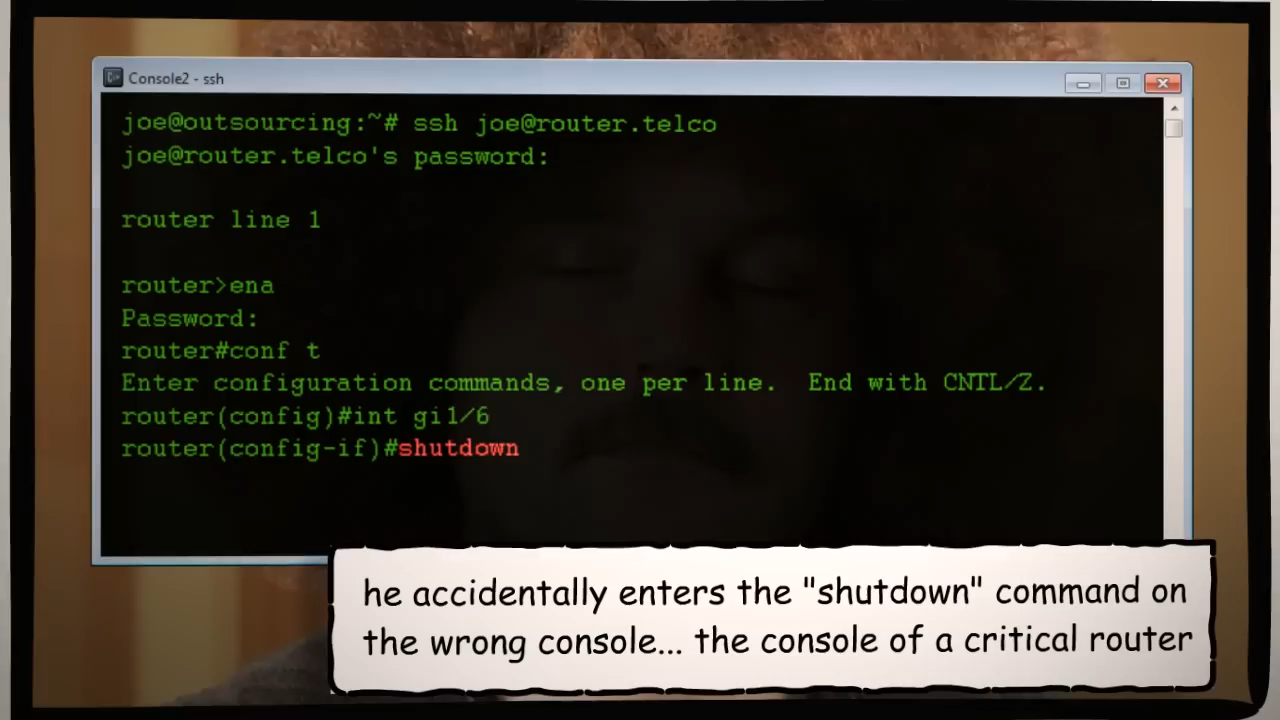 Console2 - ssh
joe@outsourcing:~# ssh joe@router.telco
joe@router.telco's password:
router line 1
router>ena
Password:
router#conf t
Enter configuration commands, one per line.  End with CNTL/Z.
router(config)#int gi1/6
router(config-if)#shutdown
he accidentally enters the "shutdown" command on
the wrong console... the console of a critical router